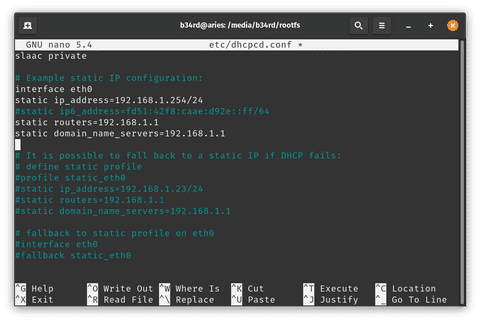 b34rd@aries: /media/b34rd/rootfs
GNU nano 5.4 etc/dhcpcd.conf *
slaac private
# Example static IP configuration:
interface eth0
static ip_address=192.168.1.254/24
#static ip6_address=fd51:42f8:caae:d92e::ff/64
static routers=192.168.1.1
static domain_name_servers=192.168.1.1
# It is possible to fall back to a static IP if DHCP fails:
# define static profile
#profile static_eth0
#static ip_address=192.168.1.23/24
#static routers=192.168.1.1
#static domain_name_servers=192.168.1.1
# fallback to static profile on eth0
#interface eth0
#fallback static_eth0
^G Help ^O Write Out ^W Where Is ^K Cut ^T Execute ^C Location
^X Exit ^R Read File ^\ Replace ^U Paste ^J Justify ^_ Go To Line